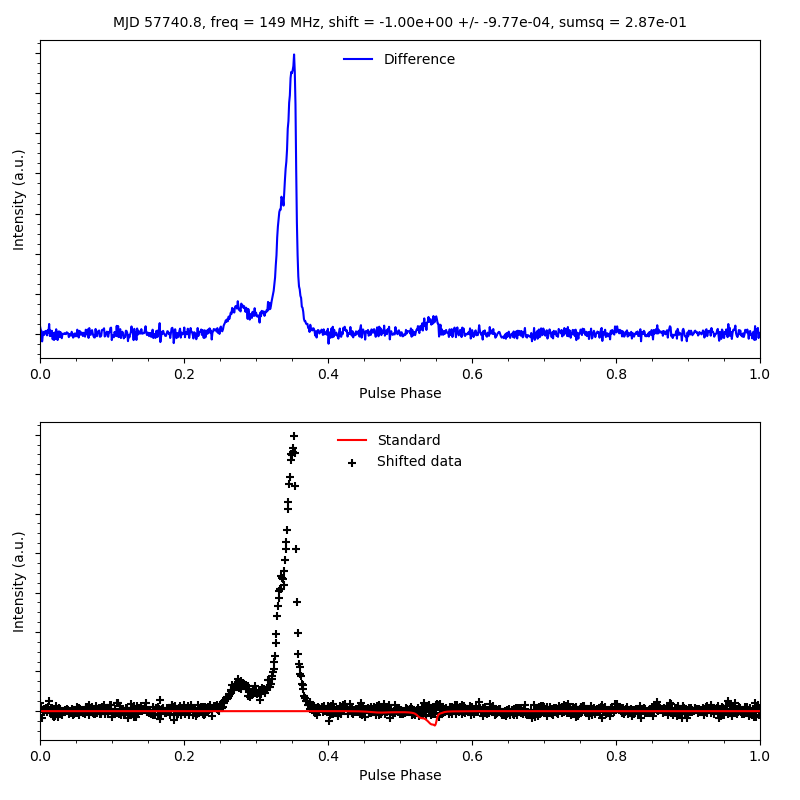 MJD 57740.8, freq = 149 MHz, shift = -1.00e+00 +/- -9.77e-04, sumsq = 2.87e-01
Difference
Intensity (a.u.)
0.0 0.2 0.4 0.6 0.8 1.0
Pulse Phase
Standard
Shifted data
Intensity (a.u.)
0.0 0.2 0.4 0.6 0.8 1.0
Pulse Phase